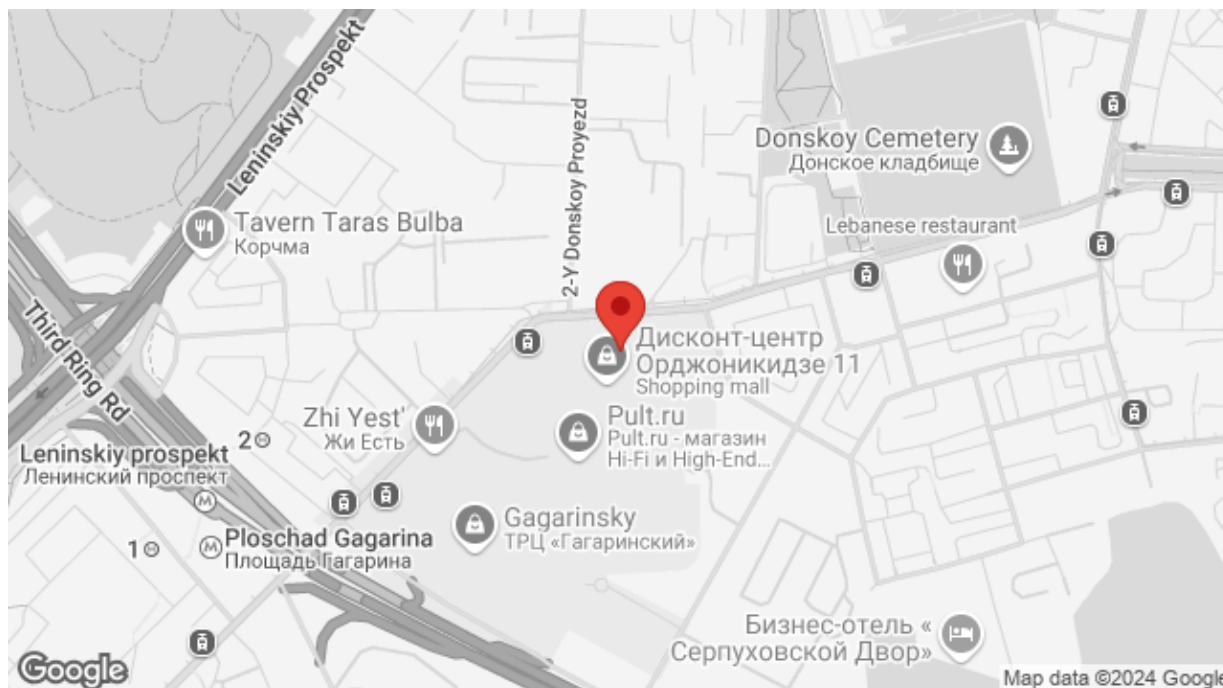 Leninskiy Prospekt
2-Y Donskoy Proyezd
Donskoy Cemetery
Донское кладбище
Tavern Taras Bulba
Корчма
Lebanese restaurant
Third Ring Rd
Дисконт-центр
Орджоникидзе 11
Shopping mall
Zhi Yest'
Жи Есть
Pult.ru
Pult.ru - магазин
Hi-Fi и High-End...
2
Leninskiy prospekt
Ленинский проспект
Gagarinsky
ТРЦ «Гагаринский»
1
Ploschad Gagarina
Площадь Гагарина
Бизнес-отель «
Серпуховской Двор»
Google
Map data ©2024 Google